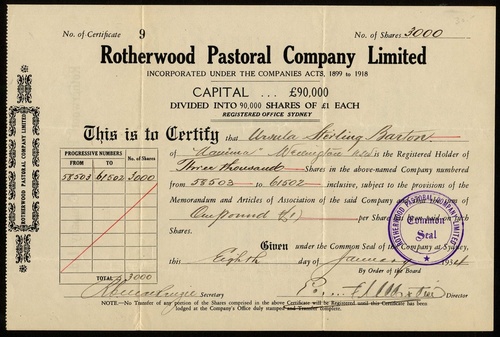 No. of Certificate 9
No. of Shares 3000
Rotherwood Pastoral Company Limited
INCORPORATED UNDER THE COMPANIES ACTS, 1899 to 1918
CAPITAL ... £90,000
DIVIDED INTO 90,000 SHARES OF £1 EACH
REGISTERED OFFICE SYDNEY
This is to Certify that Ursula Sterling Barton
of is the Registered Holder of
Three thousand Shares in the above-named Company numbered
from 58503 to 61502 inclusive, subject to the provisions of the
Memorandum and Articles of Association of the said Company
One pound (£1) per Share
Shares.
Given under the Common Seal of the Company at Sydney,
this Eighth day of January 1924
By Order of the Board
Secretary
Director
NOTE.—No Transfer of any portion of the Shares comprised in the above Certificate will be Registered until this Certificate has been
lodged at the Company's Office duly stamped and Transfer complete.
PROGRESSIVE NUMBERS
FROM TO No. of Shares
58503 61502 3000
TOTAL 3000
ROTHERWOOD PASTORAL COMPANY LIMITED
Common
Seal
ROTHERWOOD PASTORAL COMPANY LIMITED